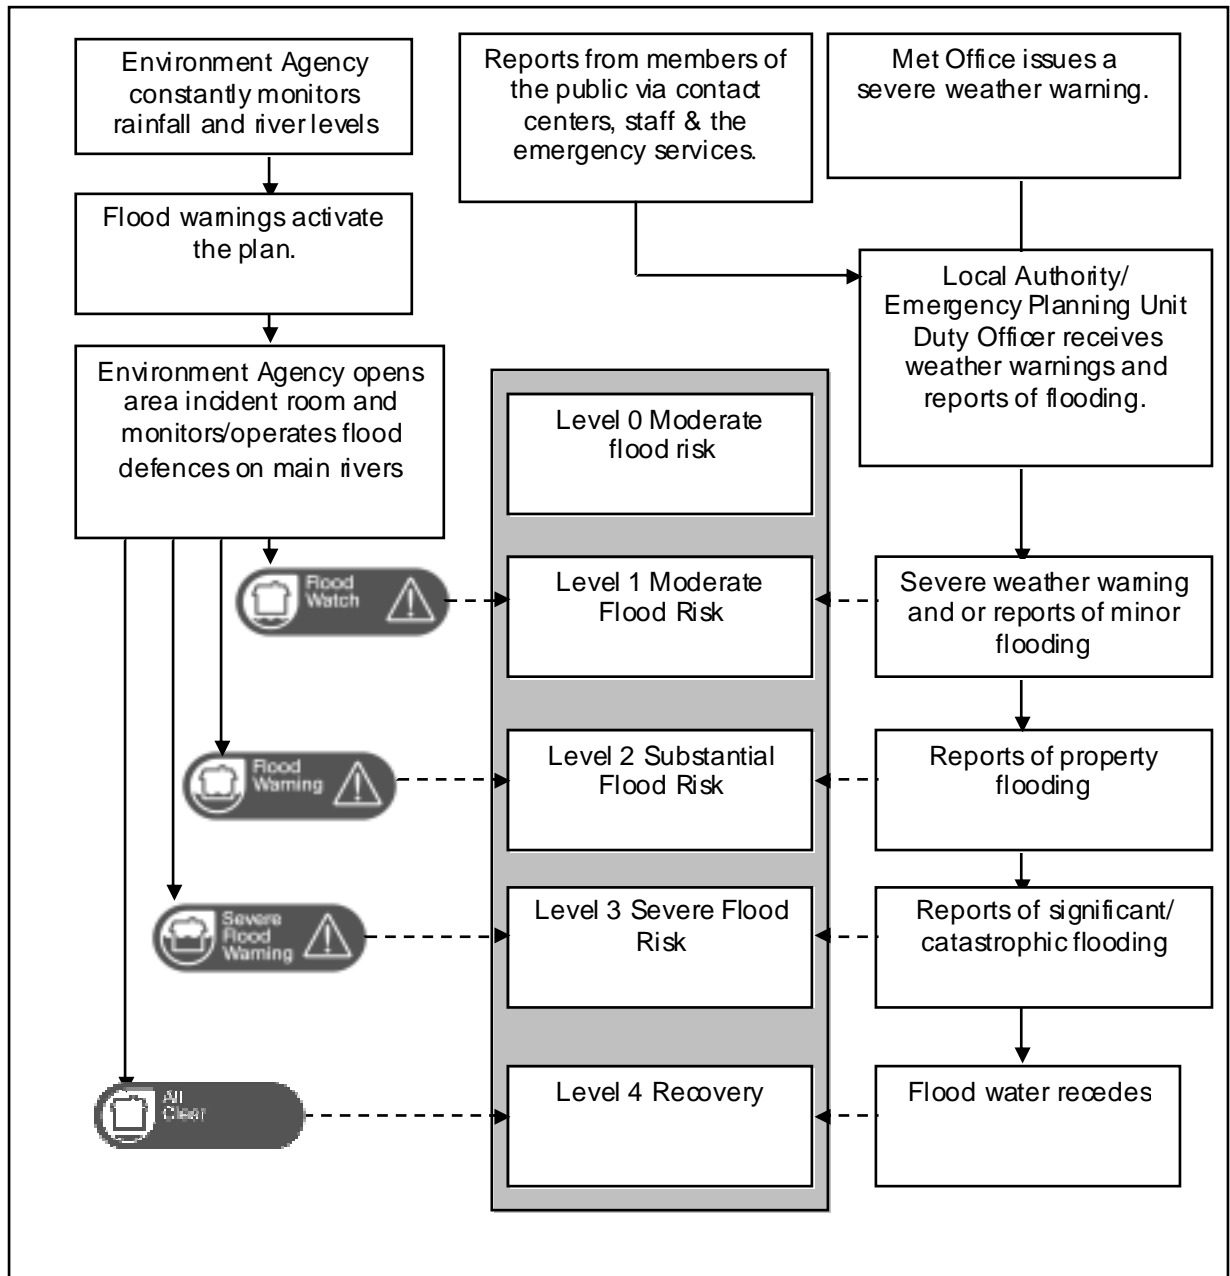 Environment Agency
constantly monitors
rainfall and river levels
Reports from members of
the public via contact
centers, staff & the
emergency services.
Met Office issues a
severe weather warning.
Flood warnings activate
the plan.
Local Authority/
Emergency Planning Unit
Duty Officer receives
weather warnings and
reports of flooding.
Environment Agency opens
area incident room and
monitors/operates flood
defences on main rivers
Level 0 Moderate
flood risk
Flood
Watch
Level 1 Moderate
Flood Risk
Severe weather warning
and or reports of minor
flooding
Flood
Warning
Level 2 Substantial
Flood Risk
Reports of property
flooding
Severe
Flood
Warning
Level 3 Severe Flood
Risk
Reports of significant/
catastrophic flooding
All
Clear
Level 4 Recovery
Flood water recedes